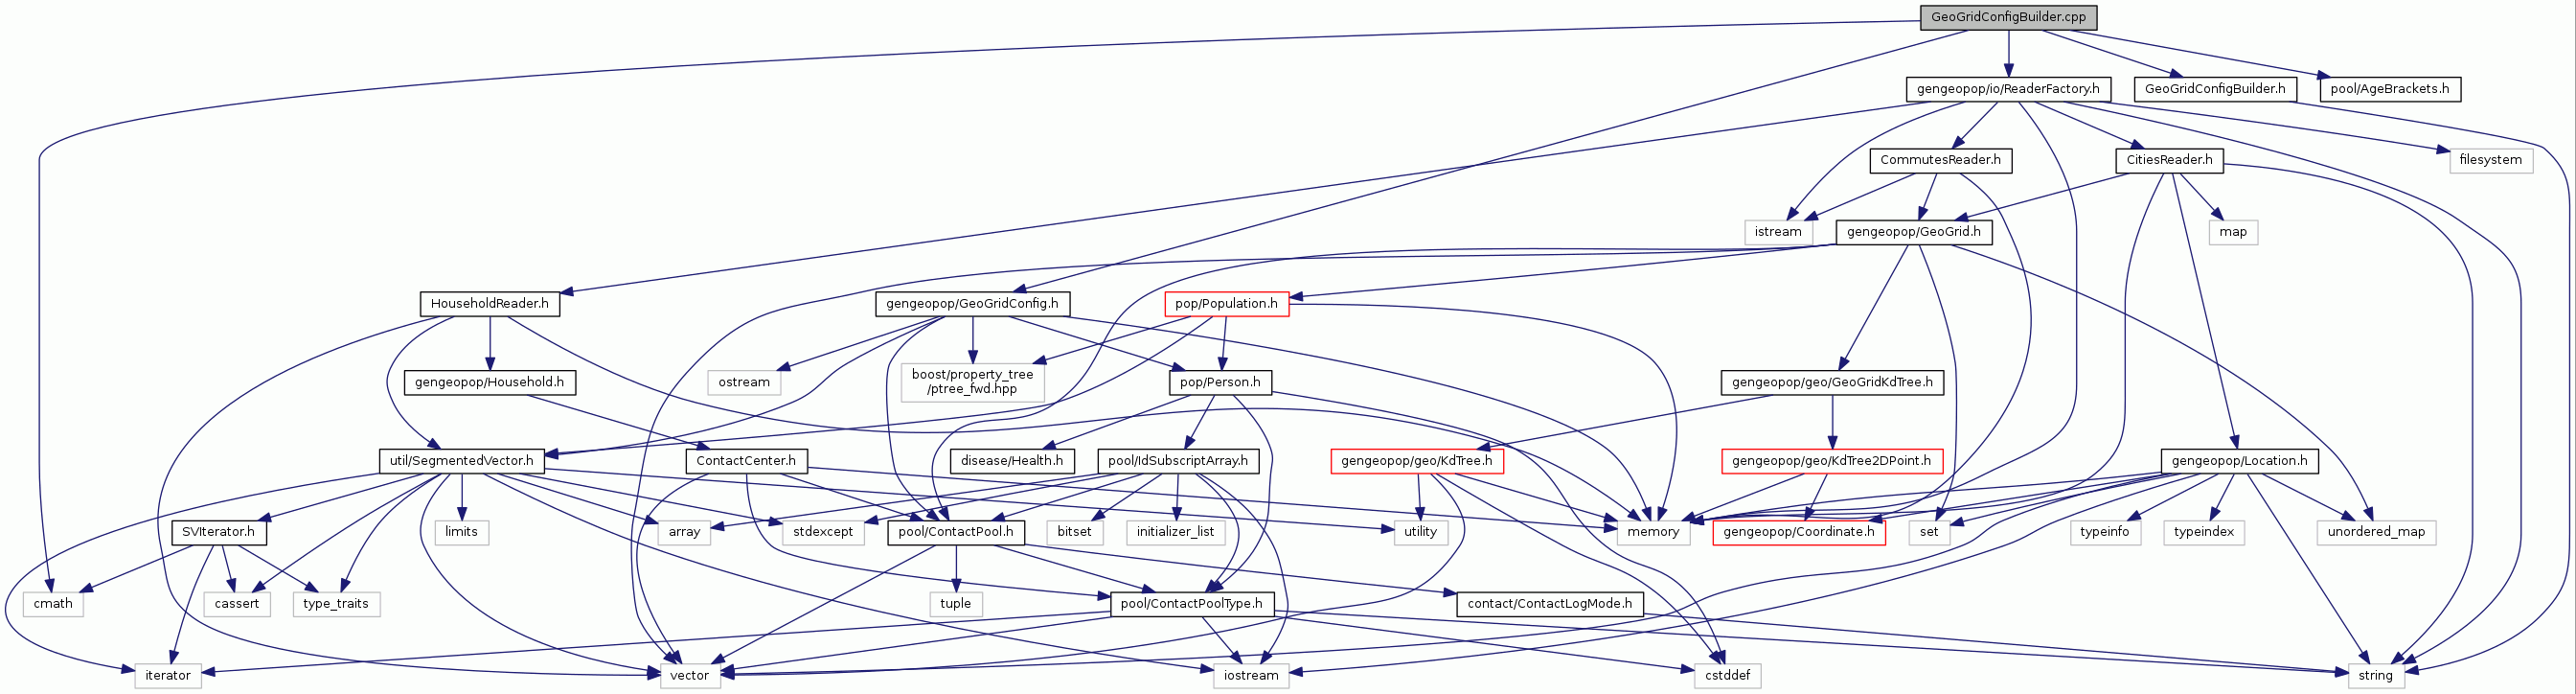 GeoGridConfigBuilder.cpp
gengeopop/io/ReaderFactory.h
GeoGridConfigBuilder.h
pool/AgeBrackets.h
CommutesReader.h
CitiesReader.h
filesystem
istream
gengeopop/GeoGrid.h
map
HouseholdReader.h
gengeopop/GeoGridConfig.h
pop/Population.h
gengeopop/Household.h
ostream
boost/property_tree
/ptree_fwd.hpp
pop/Person.h
gengeopop/geo/GeoGridKdTree.h
util/SegmentedVector.h
ContactCenter.h
disease/Health.h
pool/IdSubscriptArray.h
gengeopop/geo/KdTree.h
gengeopop/geo/KdTree2DPoint.h
gengeopop/Location.h
SVIterator.h
limits
array
stdexcept
pool/ContactPool.h
bitset
initializer_list
utility
memory
gengeopop/Coordinate.h
set
typeinfo
typeindex
unordered_map
cmath
cassert
type_traits
tuple
pool/ContactPoolType.h
contact/ContactLogMode.h
iterator
vector
iostream
cstddef
string